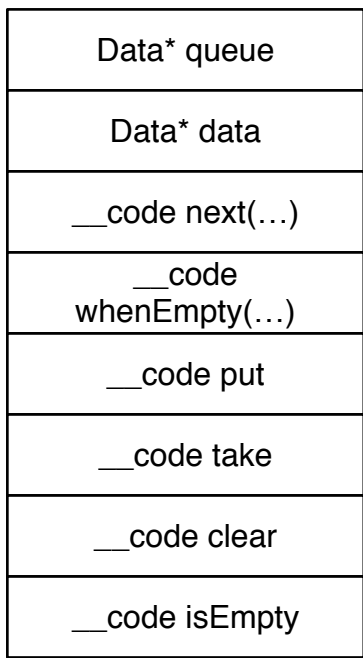 Data* queue
Data* data
__code next(…)
__code
whenEmpty(…)
__code put
__code take
__code clear
__code isEmpty